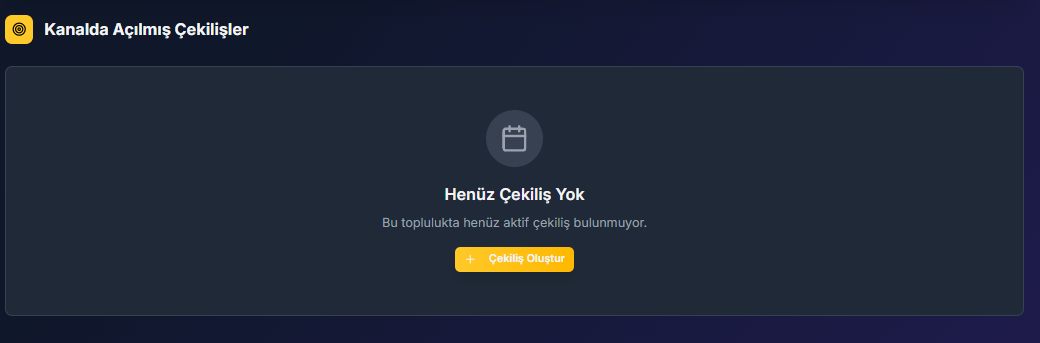 Kanalda Açılmış Çekilişler
Henüz Çekiliş Yok
Bu toplulukta henüz aktif çekiliş bulunmuyor.
+ Çekiliş Oluştur